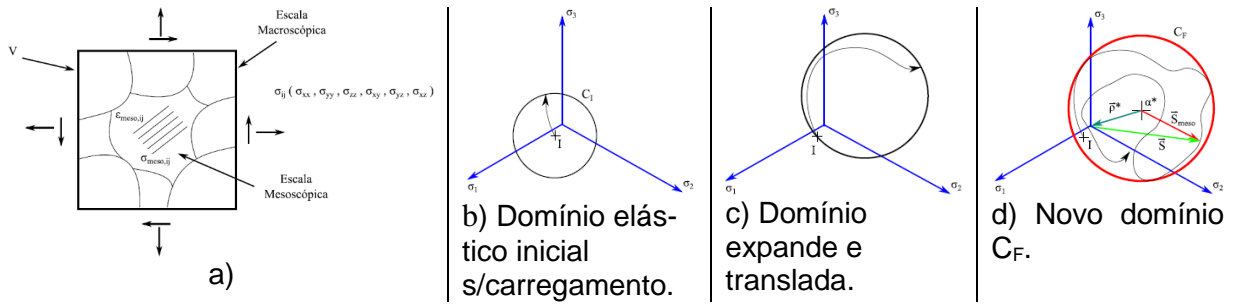 Escala
Macroscópica
V
σij ( σxx , σyy , σzz , σxy , σyz , σxz )
εmeso,ij
σmeso,ij
Escala
Mesoscópica
a)
σ3
C1
I
σ1
σ2
b) Domínio elás-
tico inicial
s/carregamento.
σ3
I
σ1
σ2
c) Domínio
expande e
translada.
σ3
CF
ρ*
α*
Smeso
S
I
σ1
σ2
d) Novo domínio
CF.